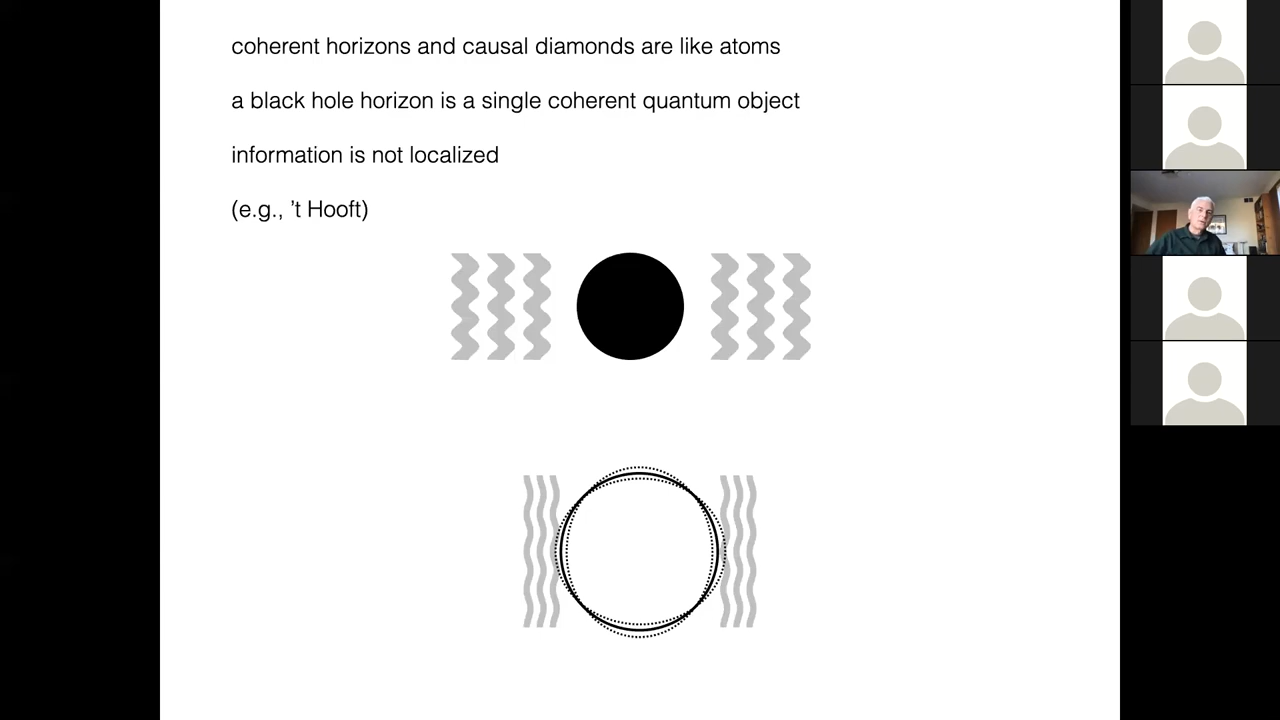 coherent horizons and causal diamonds are like atoms
a black hole horizon is a single coherent quantum object
information is not localized
(e.g., ’t Hooft)